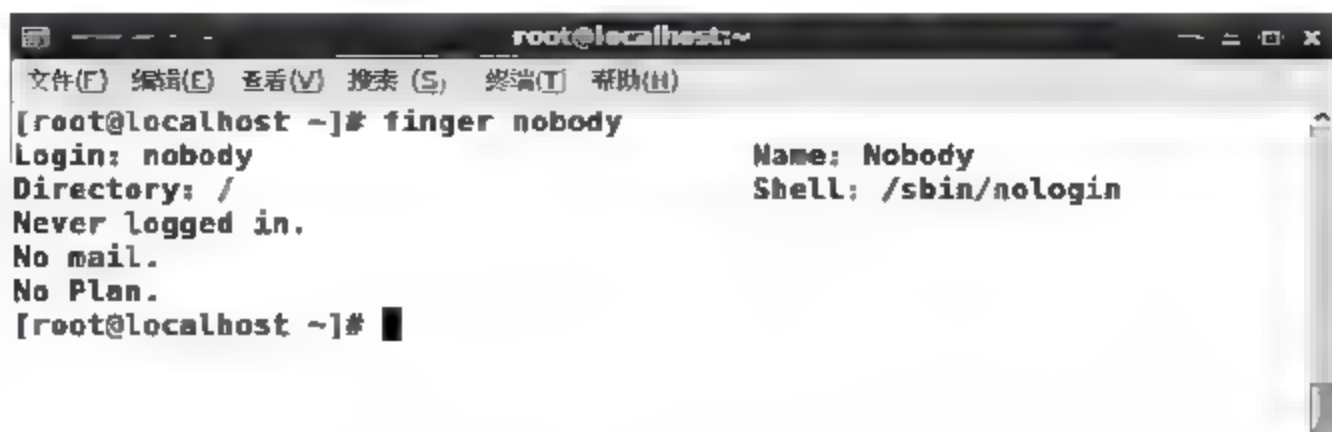 root@localhost:~
文件(F) 编辑(E) 查看(V) 搜索 (S) 终端(T) 帮助(H)
[root@localhost ~]# finger nobody
Login: nobody Name: Nobody
Directory: / Shell: /sbin/nologin
Never logged in.
No mail.
No Plan.
[root@localhost ~]#